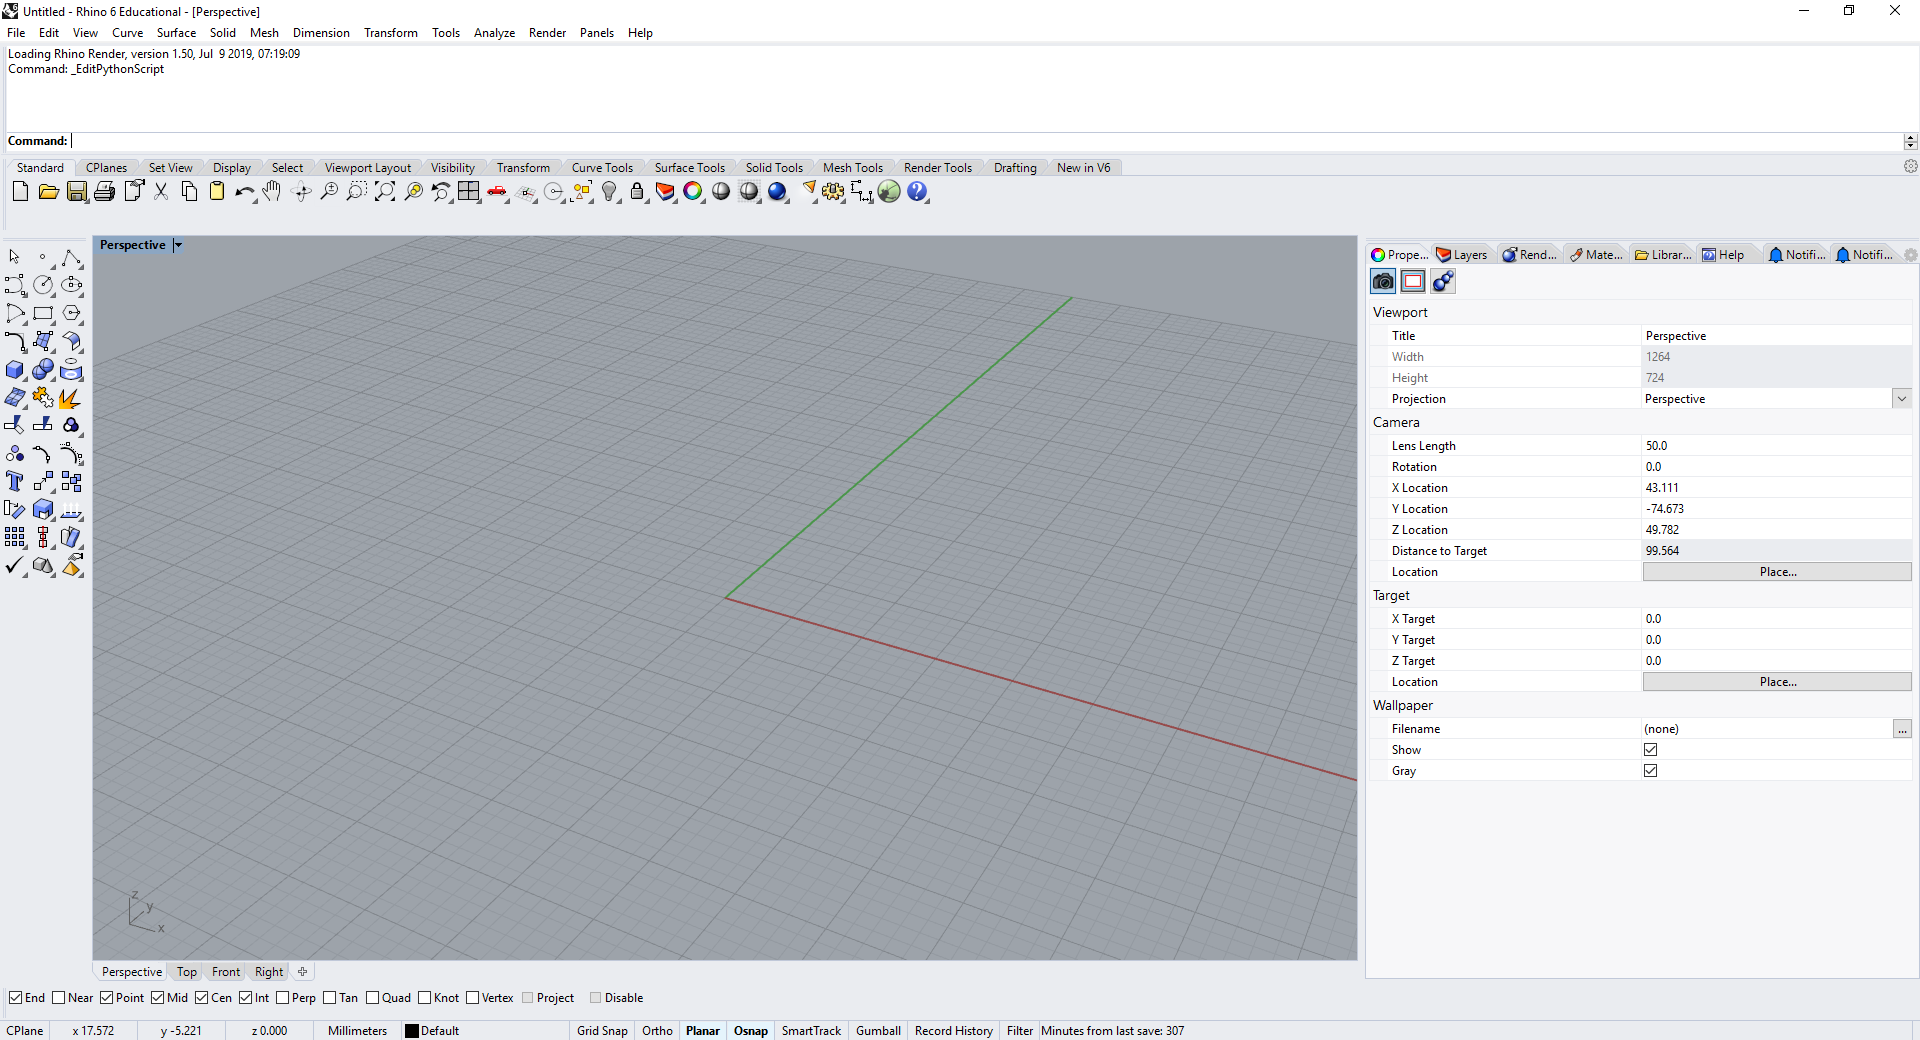 Untitled - Rhino 6 Educational - [Perspective]
File Edit View Curve Surface Solid Mesh Dimension Transform Tools Analyze Render Panels Help
Loading Rhino Render, version 1.50, Jul  9 2019, 07:19:09
Command: _EditPythonScript
Command:
Standard CPlanes Set View Display Select Viewport Layout Visibility Transform Curve Tools Surface Tools Solid Tools Mesh Tools Render Tools Drafting New in V6
Perspective
z
y
x
Prope... Layers Rend... Mate... Librar... Help Notifi... Notifi...
Viewport
Title Perspective
Width 1264
Height 724
Projection Perspective
Camera
Lens Length 50.0
Rotation 0.0
X Location 43.111
Y Location -74.673
Z Location 49.782
Distance to Target 99.564
Location Place...
Target
X Target 0.0
Y Target 0.0
Z Target 0.0
Location Place...
Wallpaper
Filename (none) ...
Show
Gray
Perspective Top Front Right
End Near Point Mid Cen Int Perp Tan Quad Knot Vertex Project Disable
CPlane x 17.572 y -5.221 z 0.000 Millimeters Default Grid Snap Ortho Planar Osnap SmartTrack Gumball Record History Filter Minutes from last save: 307